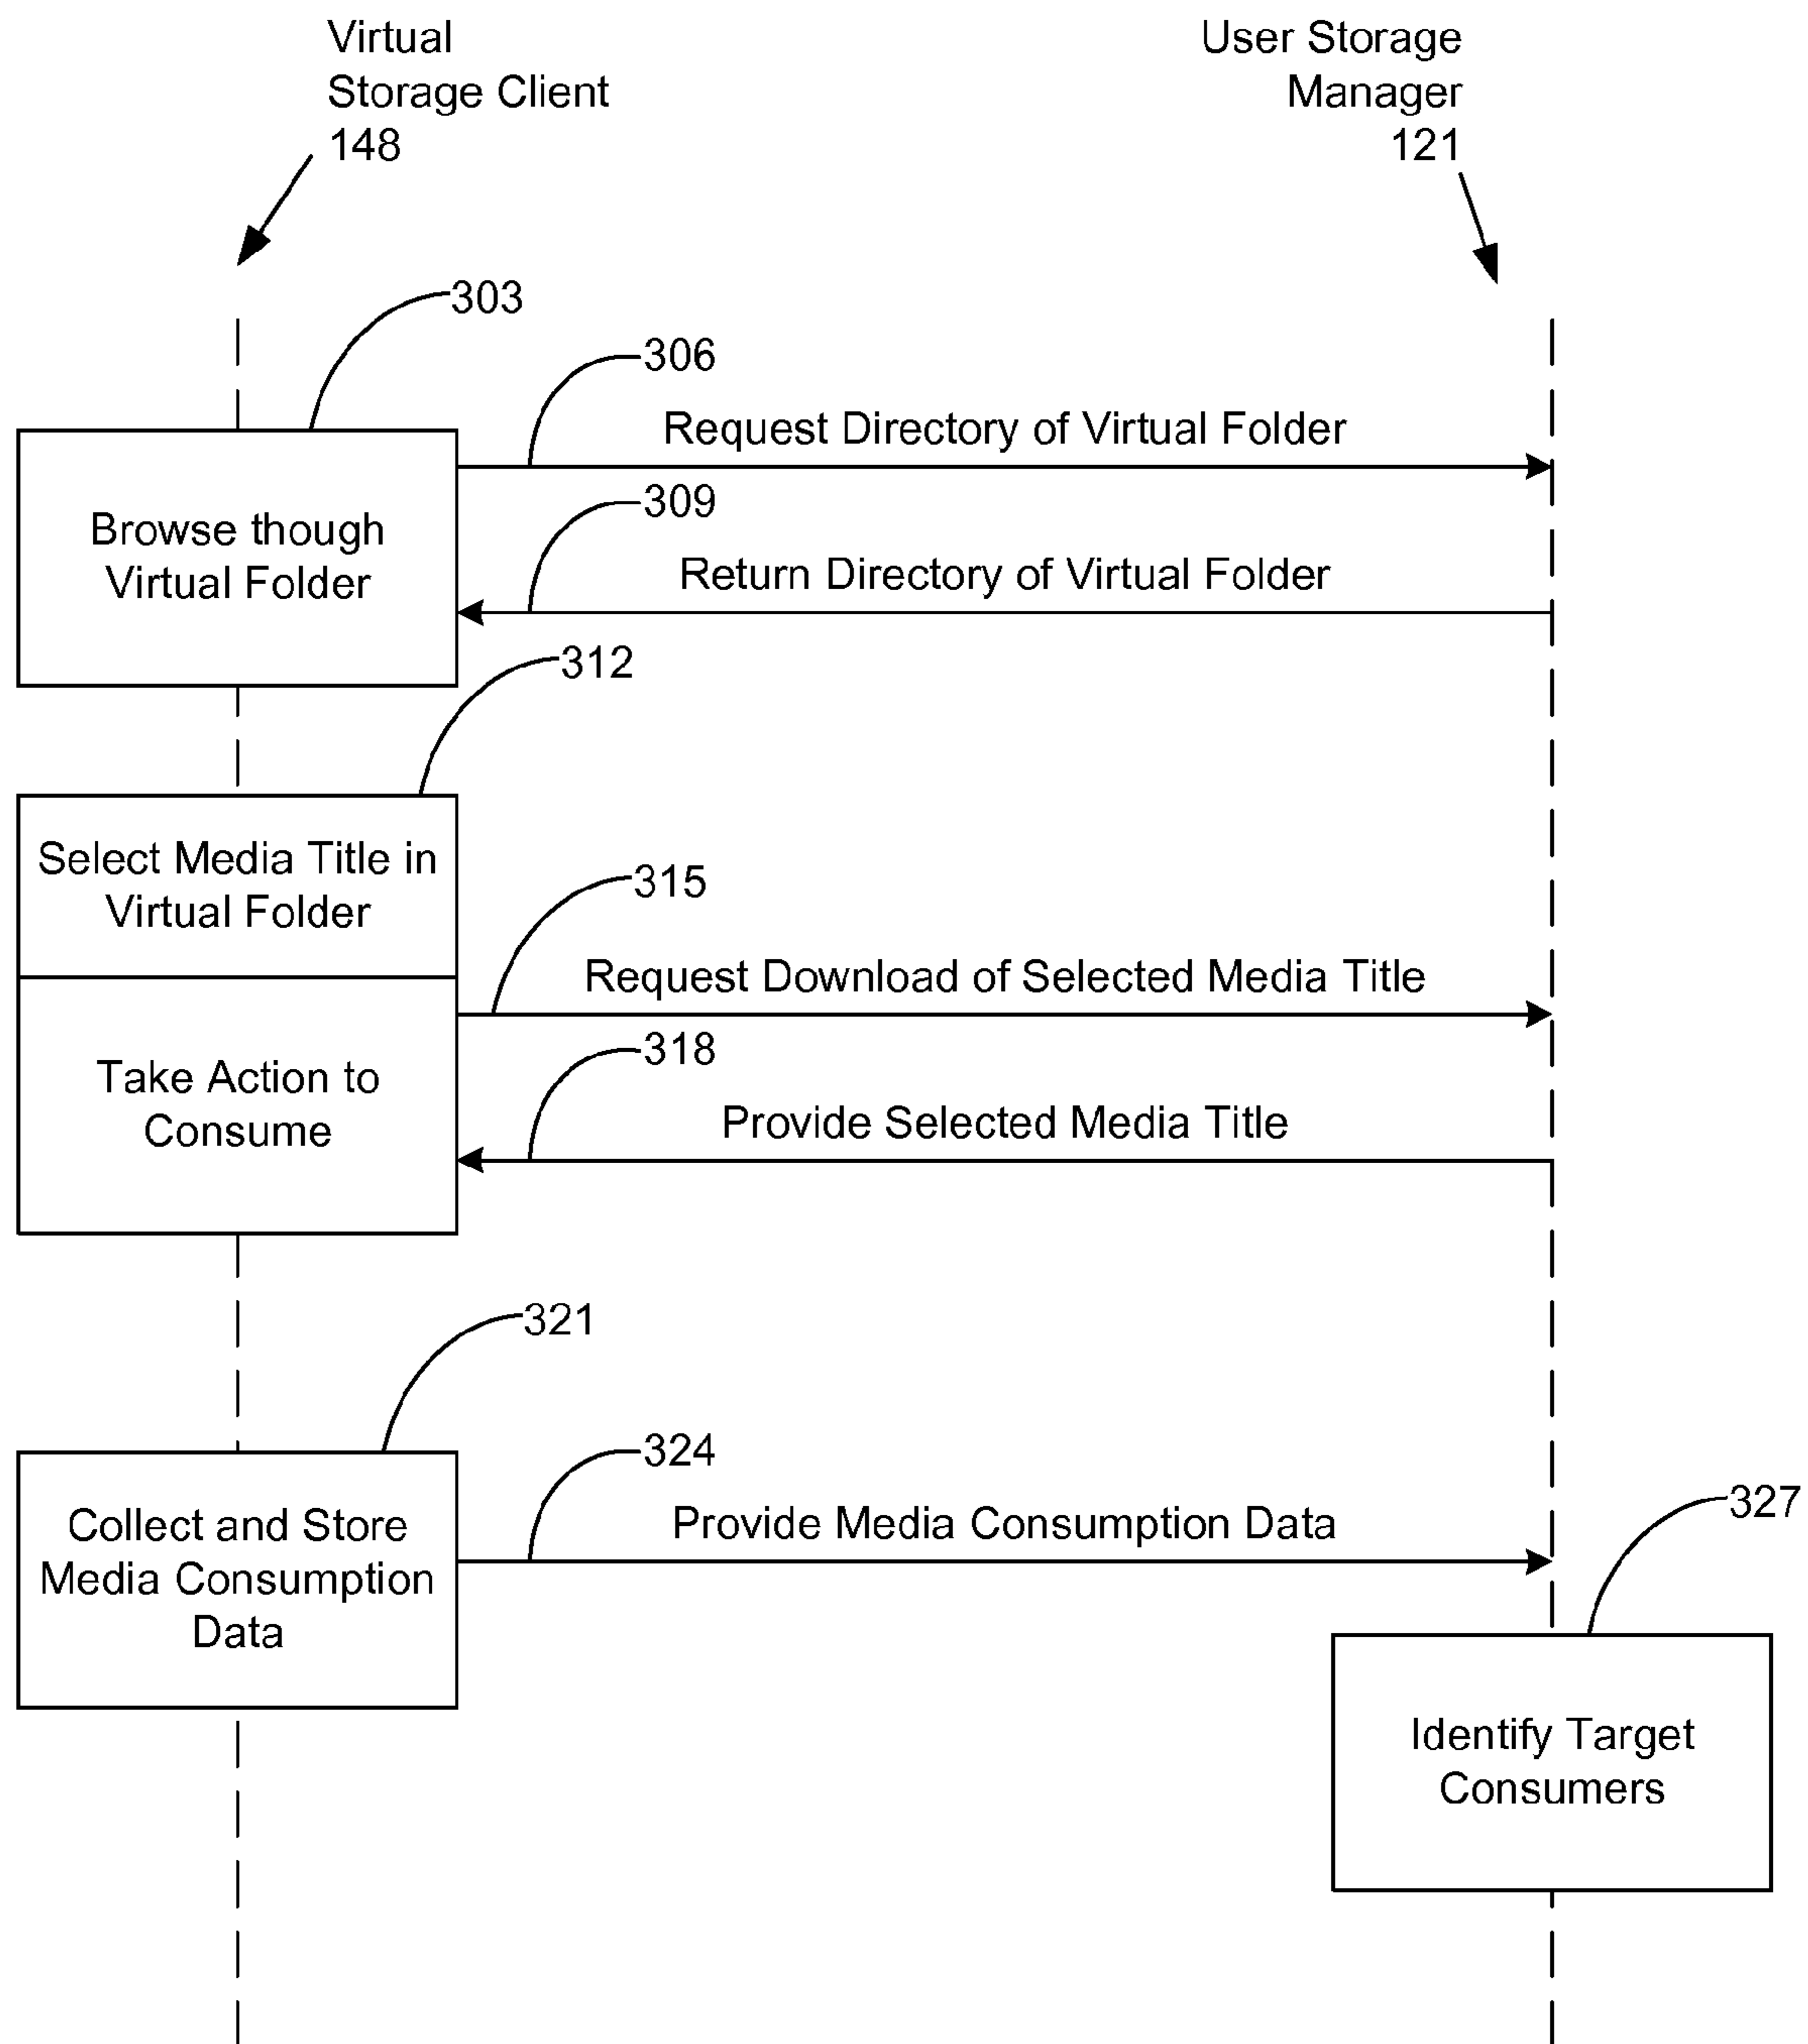 Virtual
Storage Client
148
User Storage
Manager
121
303
306
Request Directory of Virtual Folder
309
Return Directory of Virtual Folder
Browse though
Virtual Folder
312
Select Media Title in
Virtual Folder
315
Request Download of Selected Media Title
318
Provide Selected Media Title
Take Action to
Consume
321
324
Provide Media Consumption Data
327
Collect and Store
Media Consumption
Data
Identify Target
Consumers